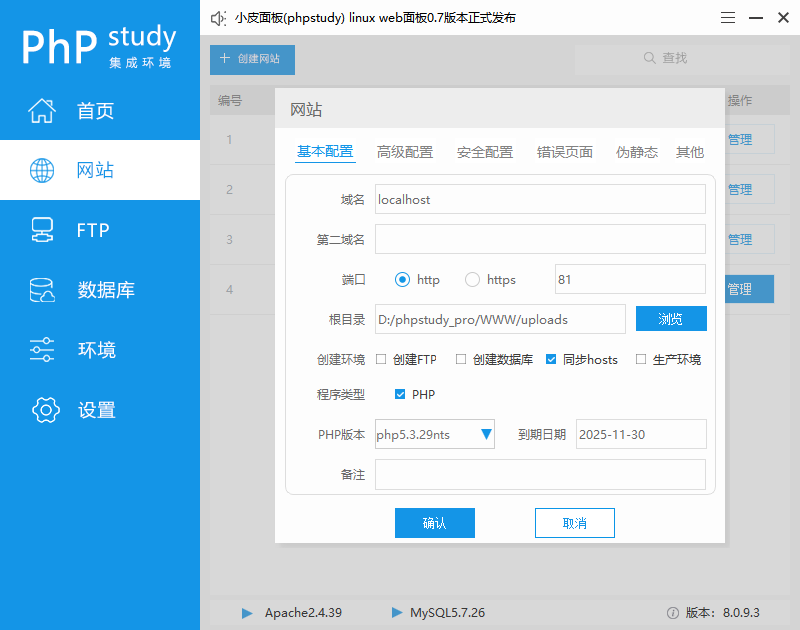 PhP study
集成环境
首页
网站
FTP
数据库
环境
设置
小皮面板(phpstudy) linux web面板0.7版本正式发布
创建网站
查找
编号
操作
1
管理
2
管理
3
管理
4
管理
网站
基本配置 高级配置 安全配置 错误页面 伪静态 其他
域名 localhost
第二域名
端口 http https 81
根目录 D:/phpstudy_pro/WWW/uploads 浏览
创建环境 创建FTP 创建数据库 同步hosts 生产环境
程序类型 PHP
PHP版本 php5.3.29nts 到期日期 2025-11-30
备注
确认 取消
Apache2.4.39 MySQL5.7.26 版本: 8.0.9.3